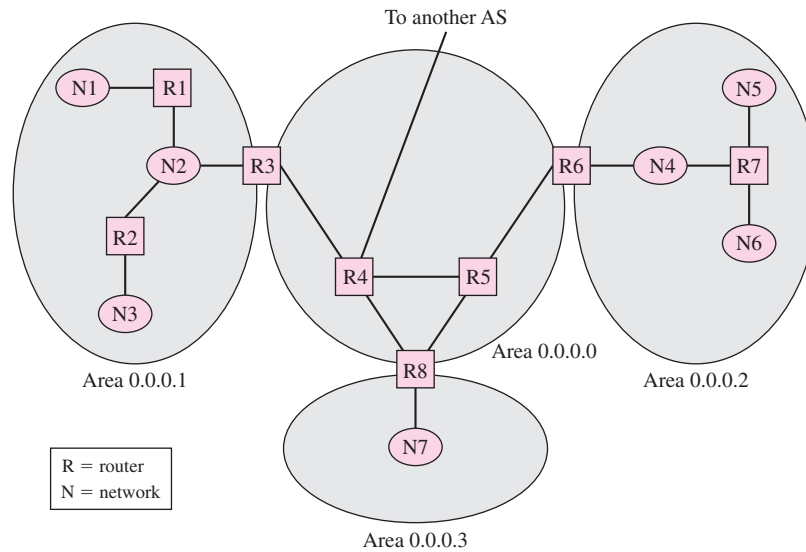 To another AS
N1
R1
N5
N2
R3
R6
N4
R7
R2
N6
R4
R5
N3
Area 0.0.0.0
R8
Area 0.0.0.1
Area 0.0.0.2
N7
R = router
N = network
Area 0.0.0.3